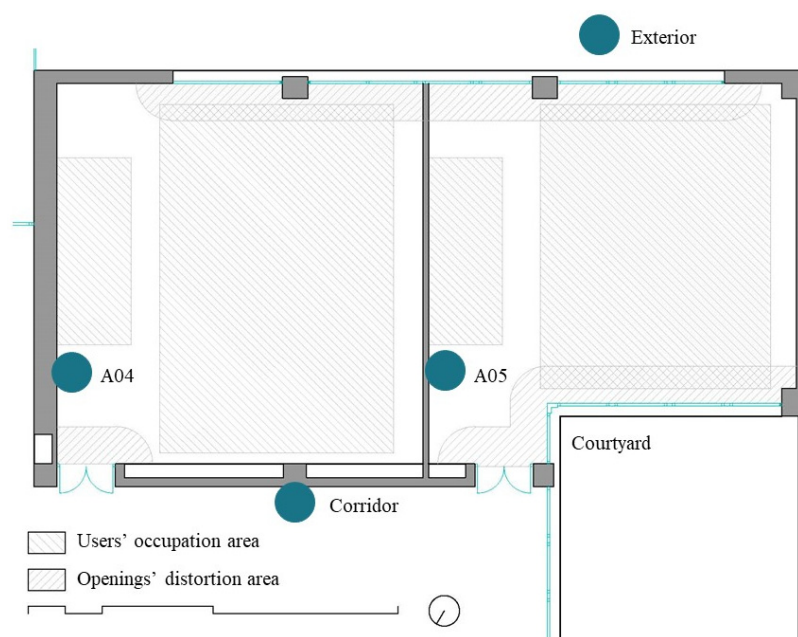 Exterior
A04
A05
Courtyard
Corridor
Users’ occupation area
Openings’ distortion area